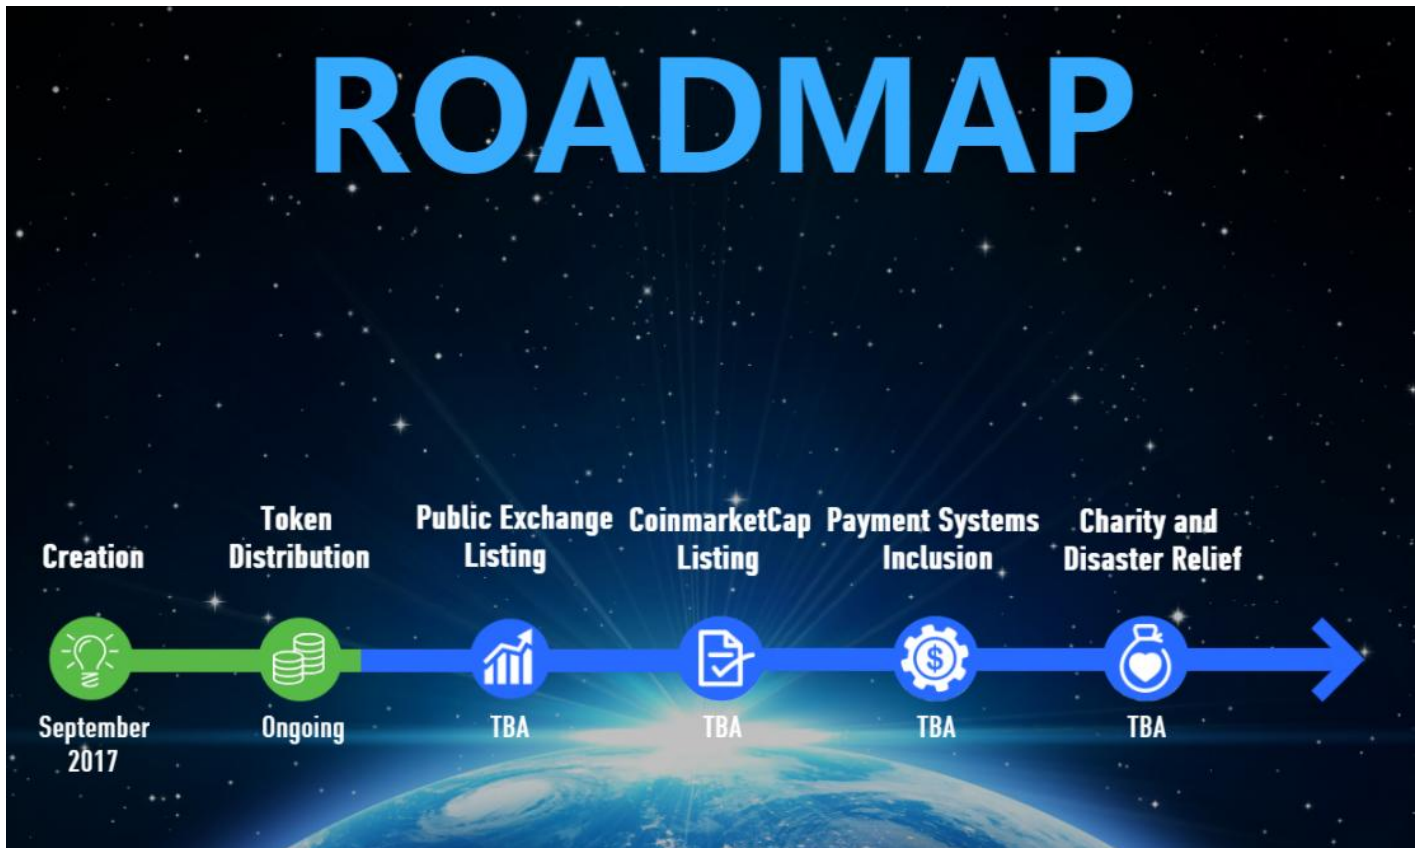 ROADMAP
Creation
Token
Distribution
Public Exchange
Listing
CoinmarketCap
Listing
Payment Systems
Inclusion
Charity and
Disaster Relief
$
September
2017
Ongoing
TBA
TBA
TBA
TBA